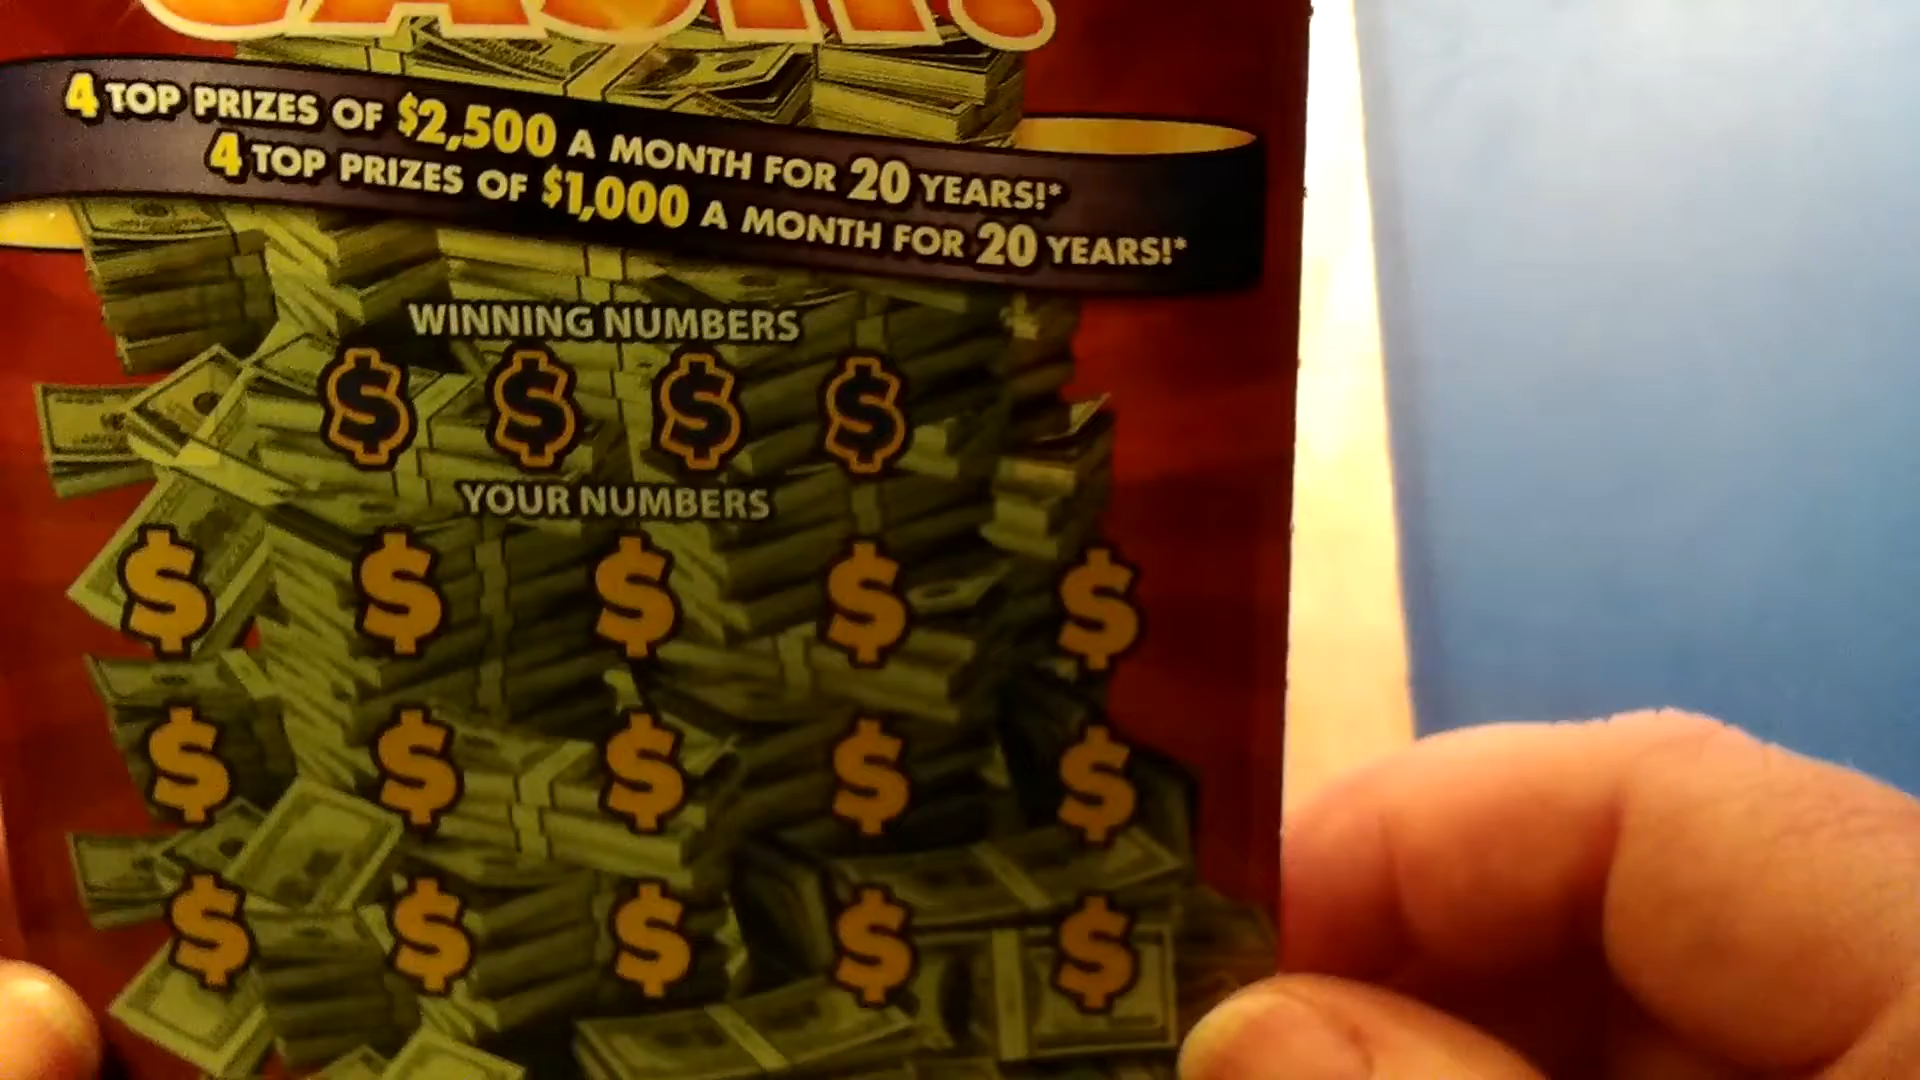 CASH!
4 TOP PRIZES OF $2,500 A MONTH FOR 20 YEARS!*
4 TOP PRIZES OF $1,000 A MONTH FOR 20 YEARS!*
WINNING NUMBERS
$ $ $ $
YOUR NUMBERS
$ $ $ $ $
$ $ $ $ $
$ $ $ $ $